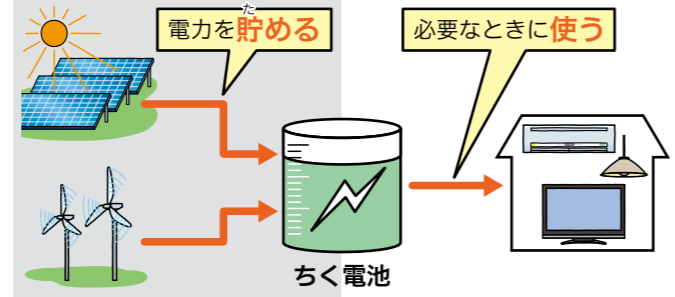 電力を貯める
た
必要なときに使う
ちく電池